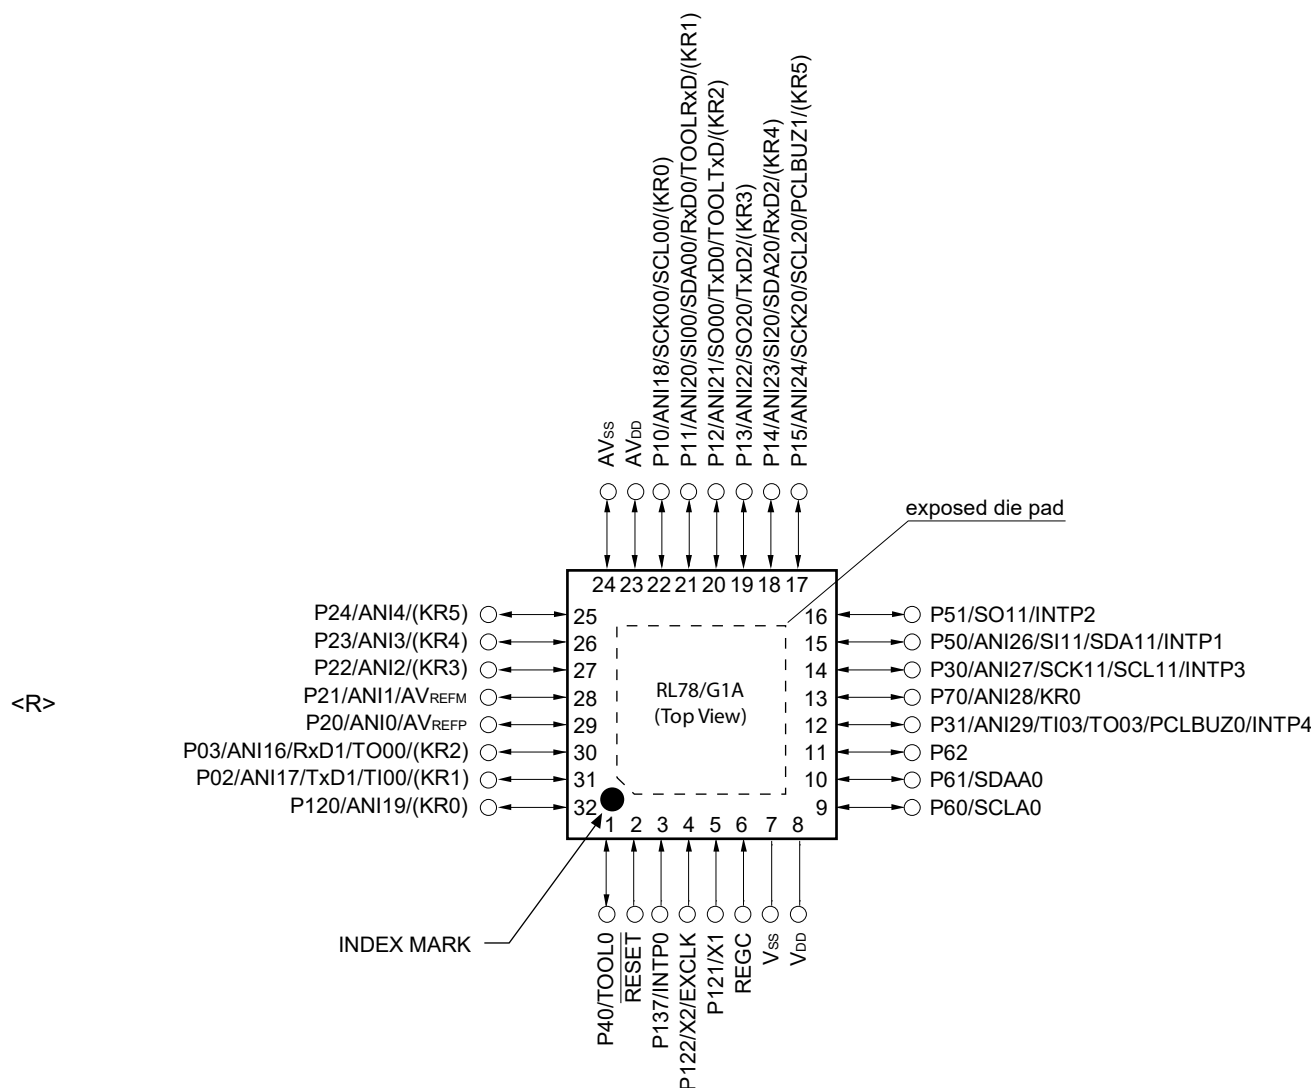 AVSS
AVDD
P10/ANI18/SCK00/SCL00/(KR0)
P11/ANI20/SI00/SDA00/RxD0/TOOLRxD/(KR1)
P12/ANI21/SO00/TxD0/TOOLTxD/(KR2)
P13/ANI22/SO20/TxD2/(KR3)
P14/ANI23/SI20/SDA20/RxD2/(KR4)
P15/ANI24/SCK20/SCL20/PCLBUZ1/(KR5)
exposed die pad
24 23 22 21 20 19 18 17
P24/ANI4/(KR5) 25
P23/ANI3/(KR4) 26
P22/ANI2/(KR3) 27
P21/ANI1/AVREFM 28
P20/ANI0/AVREFP 29
P03/ANI16/RxD1/TO00/(KR2) 30
P02/ANI17/TxD1/TI00/(KR1) 31
P120/ANI19/(KR0) 32
<R>
RL78/G1A
(Top View)
16 P51/SO11/INTP2
15 P50/ANI26/SI11/SDA11/INTP1
14 P30/ANI27/SCK11/SCL11/INTP3
13 P70/ANI28/KR0
12 P31/ANI29/TI03/TO03/PCLBUZ0/INTP4
11 P62
10 P61/SDAA0
9 P60/SCLA0
1 2 3 4 5 6 7 8
INDEX MARK
P40/TOOL0
RESET
P137/INTP0
P122/X2/EXCLK
P121/X1
REGC
VSS
VDD